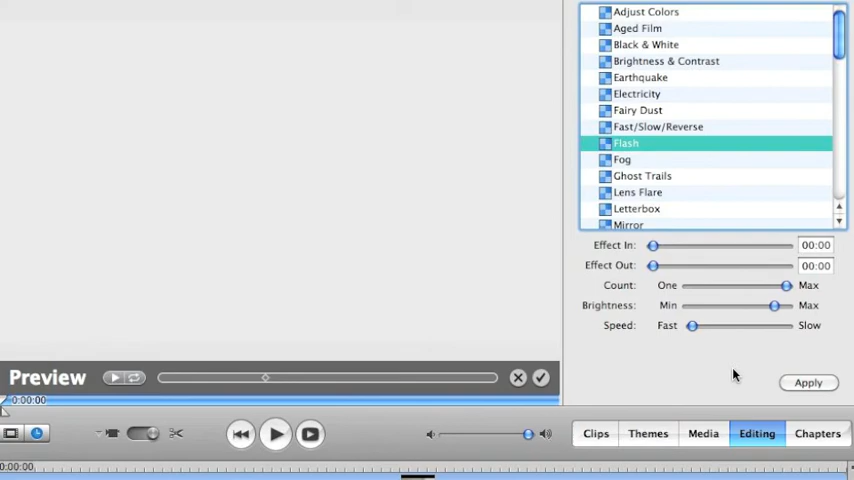 Adjust Colors
Aged Film
Black & White
Brightness & Contrast
Earthquake
Electricity
Fairy Dust
Fast/Slow/Reverse
Flash
Fog
Ghost Trails
Lens Flare
Letterbox
Mirror
Effect In: 00:00
Effect Out: 00:00
Count: One Max
Brightness: Min Max
Speed: Fast Slow
Preview
Apply
0:00:00
Clips Themes Media Editing Chapters
0:00:00